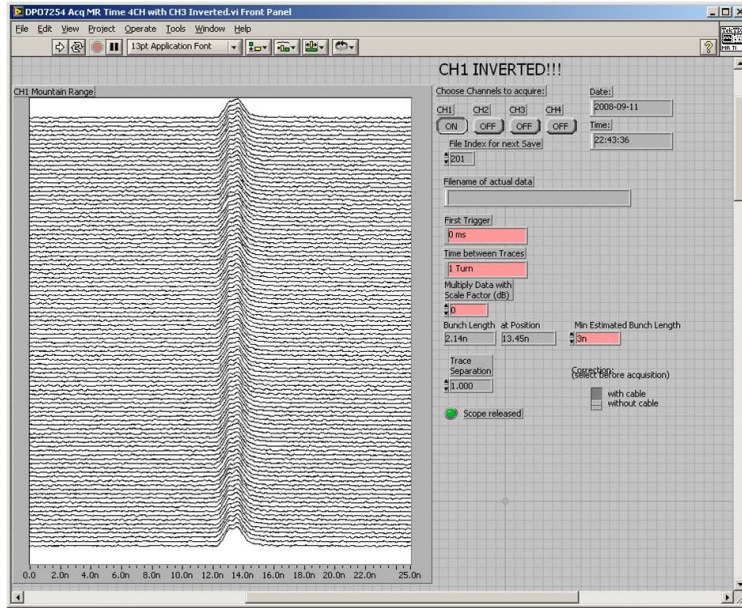 DPO7254 Acq MR Time 4CH with CH3 Inverted.vi Front Panel
File Edit View Project Operate Tools Window Help
13pt Application Font
CH1 INVERTED!!!
CH1 Mountain Range
Choose Channels to acquire:
Date:
2008-09-11
CH1 CH2 CH3 CH4
ON OFF OFF OFF
Time:
22:43:36
File Index for next Save
201
Filename of actual data
First Trigger
0 ms
Time between Traces
1 Turn
Multiply Data with
Scale Factor (dB)
0
Bunch Length at Position Min Estimated Bunch Length
2.14n 13.45n 3n
Trace
Separation
1.000
Correction:
(select before acquisition)
with cable
without cable
Scope released
0.0 2.0n 4.0n 6.0n 8.0n 10.0n 12.0n 14.0n 16.0n 18.0n 20.0n 22.0n 25.0n